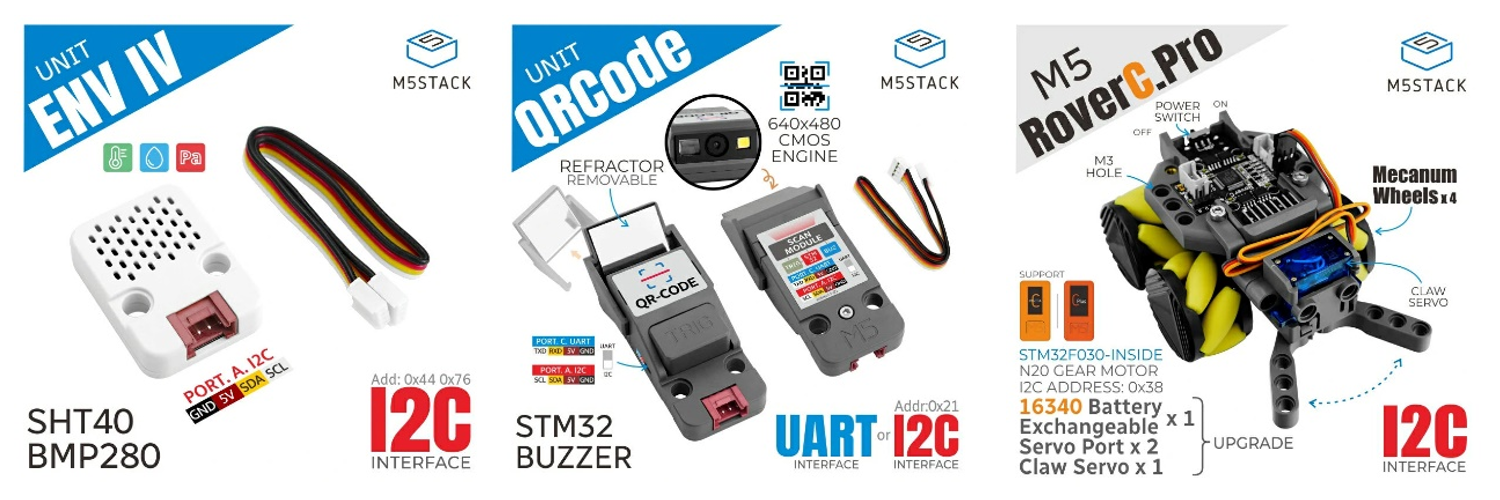 UNIT
ENV IV
M5STACK
Pa
PORT. A. I2C
GND 5V SDA SCL
SHT40
BMP280
Add: 0x44 0x76
I2C
INTERFACE
UNIT
QRCode
M5STACK
640x480
CMOS
ENGINE
REFRACTOR
REMOVABLE
QR-CODE
TRIG
SCAN
MODULE
M5
PORT. C. UART
TXD RXD 5V GND
PORT. A. I2C
SCL SDA 5V GND
UART
I2C
STM32
BUZZER
UART
INTERFACE
or
Addr:0x21
I2C
INTERFACE
M5
RoverC.Pro
M5STACK
POWER
SWITCH
ON
OFF
M3
HOLE
Mecanum
Wheels x 4
CLAW
SERVO
SUPPORT
STM32F030-INSIDE
N20 GEAR MOTOR
I2C ADDRESS: 0x38
16340 Battery
Exchangeable x 1
Servo Port x 2
Claw Servo x 1
UPGRADE
I2C
INTERFACE